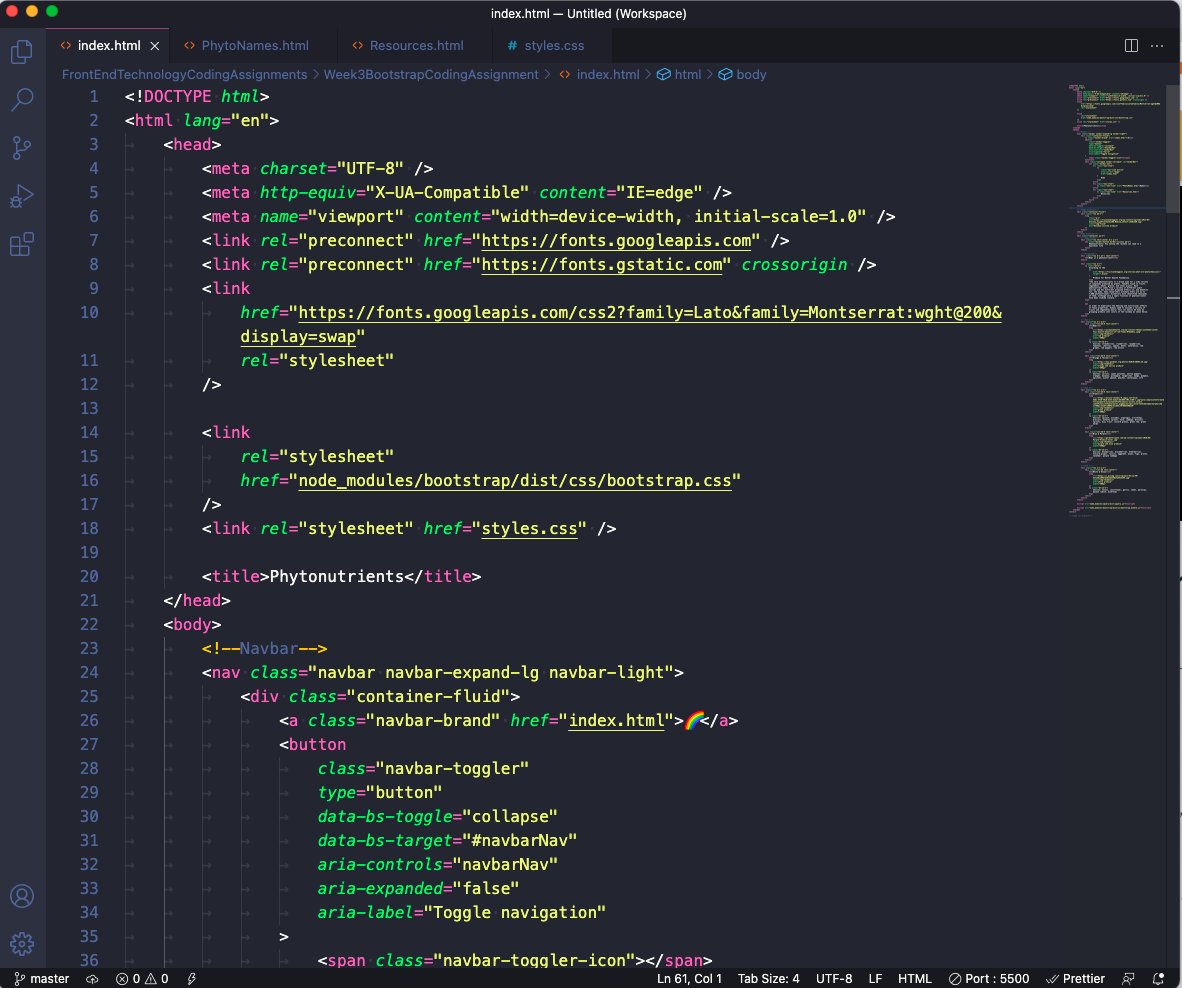 index.html — Untitled (Workspace)
<> index.html × <> PhytoNames.html <> Resources.html # styles.css ···
FrontEndTechnologyCodingAssignments > Week3BootstrapCodingAssignment > <> index.html > html > body
1 <!DOCTYPE html>
2 <html lang="en">
3 <head>
4 <meta charset="UTF-8" />
5 <meta http-equiv="X-UA-Compatible" content="IE=edge" />
6 <meta name="viewport" content="width=device-width, initial-scale=1.0" />
7 <link rel="preconnect" href="https://fonts.googleapis.com" />
8 <link rel="preconnect" href="https://fonts.gstatic.com" crossorigin />
9 <link
10 href="https://fonts.googleapis.com/css2?family=Lato&family=Montserrat:wght@200&
display=swap"
11 rel="stylesheet"
12 />
13
14 <link
15 rel="stylesheet"
16 href="node_modules/bootstrap/dist/css/bootstrap.css"
17 />
18 <link rel="stylesheet" href="styles.css" />
19
20 <title>Phytonutrients</title>
21 </head>
22 <body>
23 <!--Navbar-->
24 <nav class="navbar navbar-expand-lg navbar-light">
25 <div class="container-fluid">
26 <a class="navbar-brand" href="index.html">🌈</a>
27 <button
28 class="navbar-toggler"
29 type="button"
30 data-bs-toggle="collapse"
31 data-bs-target="#navbarNav"
32 aria-controls="navbarNav"
33 aria-expanded="false"
34 aria-label="Toggle navigation"
35 >
36 <span class="navbar-toggler-icon"></span>
master 0 0 Ln 61, Col 1 Tab Size: 4 UTF-8 LF HTML Port : 5500 Prettier